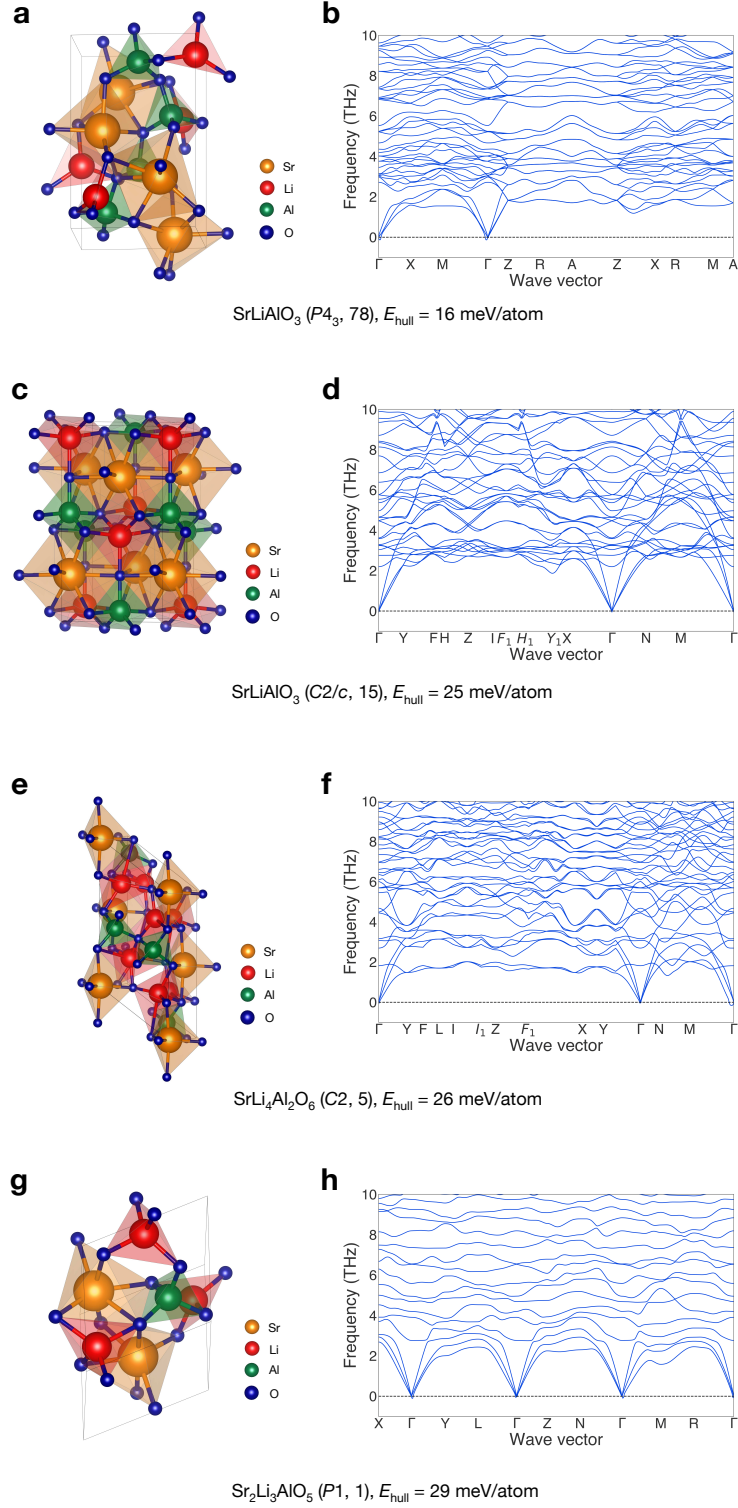 a
Sr
Li
Al
O
b
Frequency (THz)
10
8
6
4
2
0
Γ X M Γ Z R A Z X R M A
Wave vector
SrLiAlO3 (P43, 78), Ehull = 16 meV/atom
c
Sr
Li
Al
O
d
Frequency (THz)
10
8
6
4
2
0
Γ Y F H Z I F1 H1 Y1 X Γ N M Γ
Wave vector
SrLiAlO3 (C2/c, 15), Ehull = 25 meV/atom
e
Sr
Li
Al
O
f
Frequency (THz)
10
8
6
4
2
0
Γ Y F L I I1 Z F1 X Y Γ N M Γ
Wave vector
SrLi4Al2O6 (C2, 5), Ehull = 26 meV/atom
g
Sr
Li
Al
O
h
Frequency (THz)
10
8
6
4
2
0
X Γ Y L Γ Z N Γ M R Γ
Wave vector
Sr2Li3AlO5 (P1, 1), Ehull = 29 meV/atom